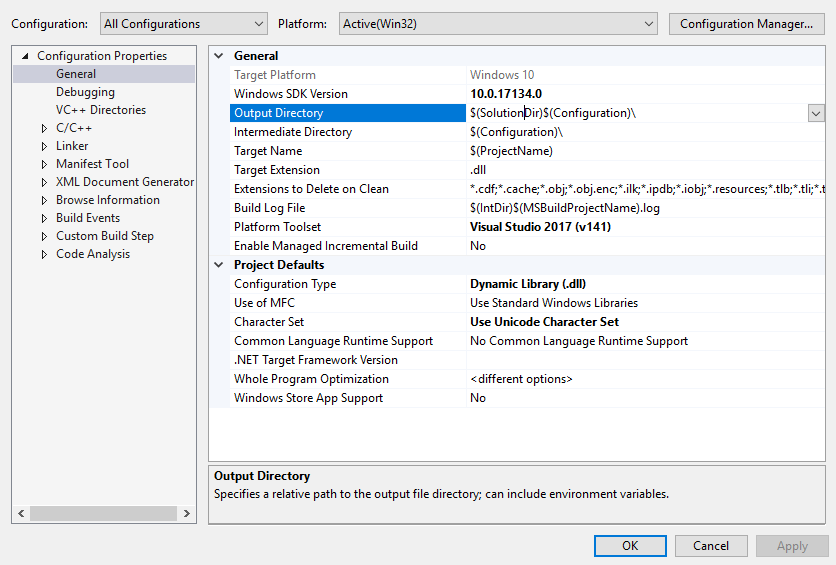 Configuration: All Configurations Platform: Active(Win32) Configuration Manager...
Configuration Properties
General
Debugging
VC++ Directories
C/C++
Linker
Manifest Tool
XML Document Generator
Browse Information
Build Events
Custom Build Step
Code Analysis
General
Target Platform Windows 10
Windows SDK Version 10.0.17134.0
Output Directory $(SolutionDir)$(Configuration)\
Intermediate Directory $(Configuration)\
Target Name $(ProjectName)
Target Extension .dll
Extensions to Delete on Clean *.cdf;*.cache;*.obj;*.obj.enc;*.ilk;*.ipdb;*.iobj;*.resources;*.tlb;*.tli;*.t
Build Log File $(IntDir)$(MSBuildProjectName).log
Platform Toolset Visual Studio 2017 (v141)
Enable Managed Incremental Build No
Project Defaults
Configuration Type Dynamic Library (.dll)
Use of MFC Use Standard Windows Libraries
Character Set Use Unicode Character Set
Common Language Runtime Support No Common Language Runtime Support
.NET Target Framework Version
Whole Program Optimization <different options>
Windows Store App Support No
Output Directory
Specifies a relative path to the output file directory; can include environment variables.
OK Cancel Apply